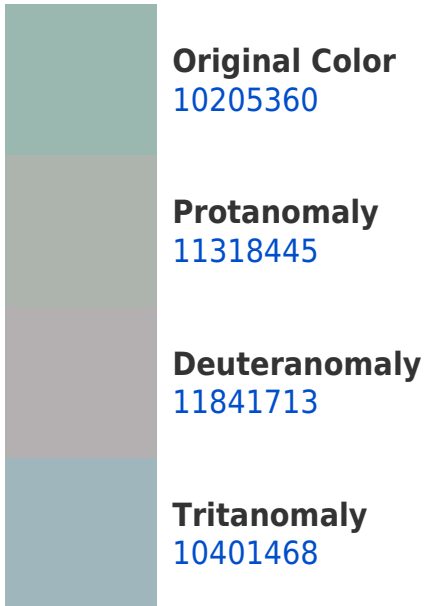 Original Color
10205360
Protanomaly
11318445
Deuteranomaly
11841713
Tritanomaly
10401468